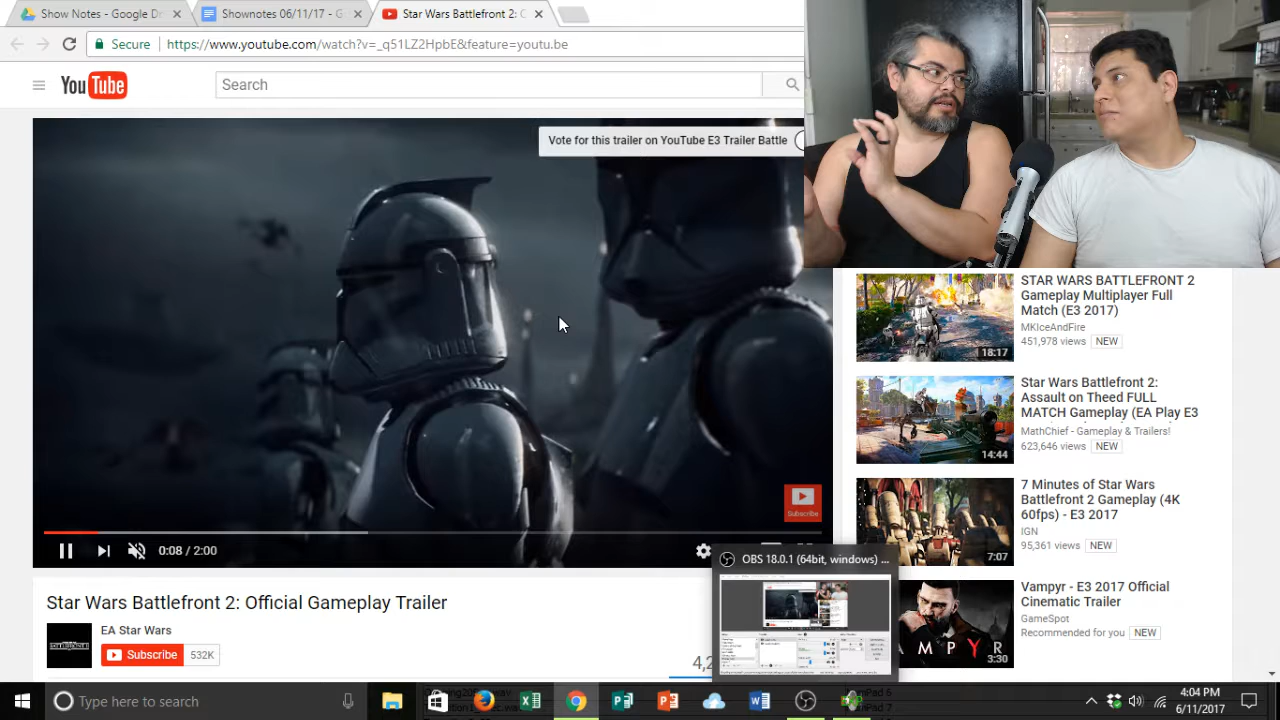 Show Notes - Google Dr
Shownotes 06/11/17 - G
Star Wars Battlefront 2: O
Secure
https://www.youtube.com/watch?v=_q51LZ2HpbE&feature=youtu.be
YouTube
Search
Vote for this trailer on YouTube E3 Trailer Battle
Subscribe
0:08 / 2:00
Star Wars Battlefront 2: Official Gameplay Trailer
EA Star Wars
Subscribe 532K
STAR WARS BATTLEFRONT 2
Gameplay Multiplayer Full
Match (E3 2017)
MKIceAndFire
451,978 views NEW
18:17
Star Wars Battlefront 2:
Assault on Theed FULL
MATCH Gameplay (EA Play E3
MathChief - Gameplay & Trailers!
623,646 views NEW
14:44
7 Minutes of Star Wars
Battlefront 2 Gameplay (4K
60fps) - E3 2017
IGN
95,361 views NEW
7:07
Vampyr - E3 2017 Official
Cinematic Trailer
GameSpot
Recommended for you NEW
AMPYR
3:30
OBS 18.0.1 (64bit, windows) ...
Type here to search
4:04 PM
6/11/2017